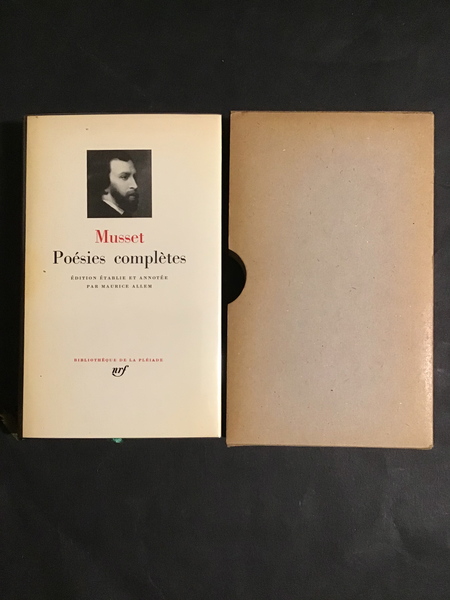 Musset
Poésies complètes
ÉDITION ÉTABLIE ET ANNOTÉE
PAR MAURICE ALLEM
BIBLIOTHÈQUE DE LA PLÉIADE
nrf